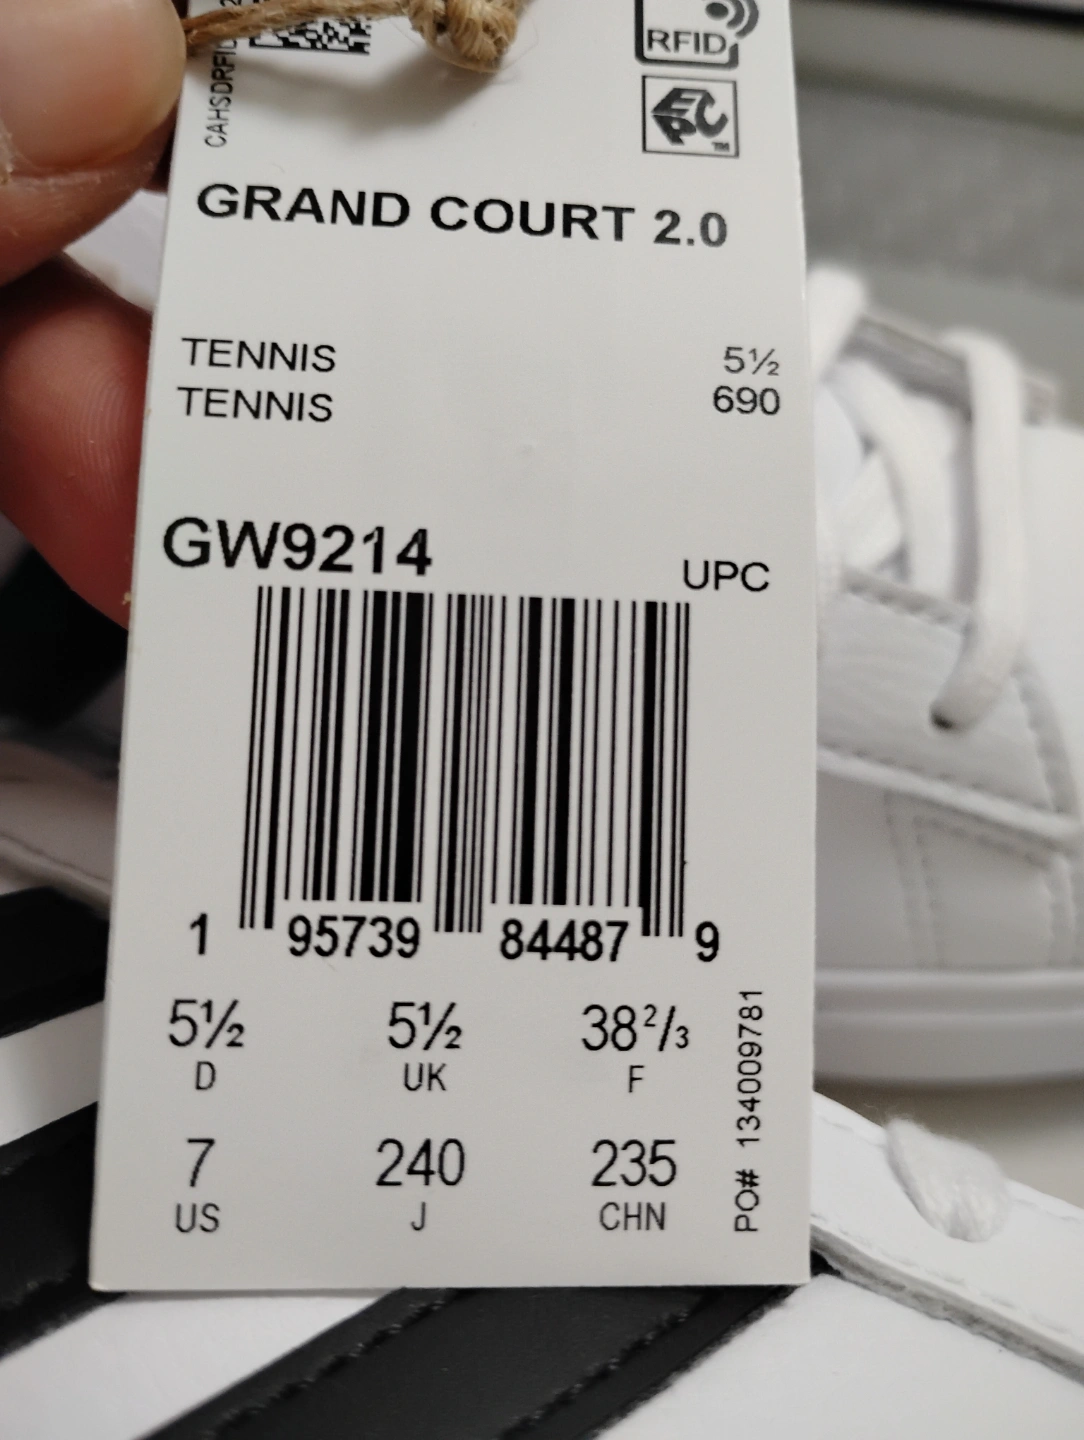 RFID
EPC™
GRAND COURT 2.0
TENNIS 5½
TENNIS 690
GW9214
UPC
1 95739 84487 9
5½ 5½ 38²/₃
D UK F
7 240 235
US J CHN
PO# 134009781